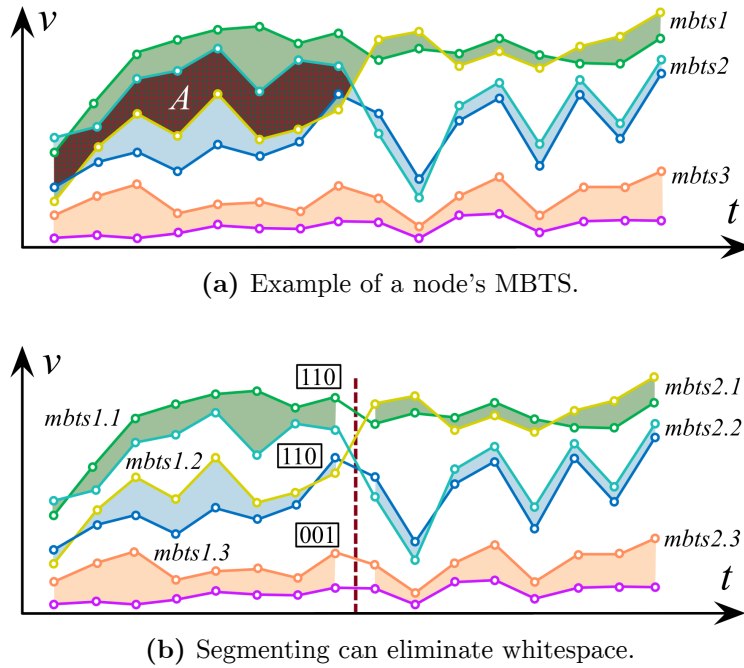 v
mbts1
mbts2
A
mbts3
t
(a) Example of a node's MBTS.
v
110
mbts2.1
mbts1.1
mbts2.2
mbts1.2
110
mbts1.3
001
mbts2.3
t
(b) Segmenting can eliminate whitespace.